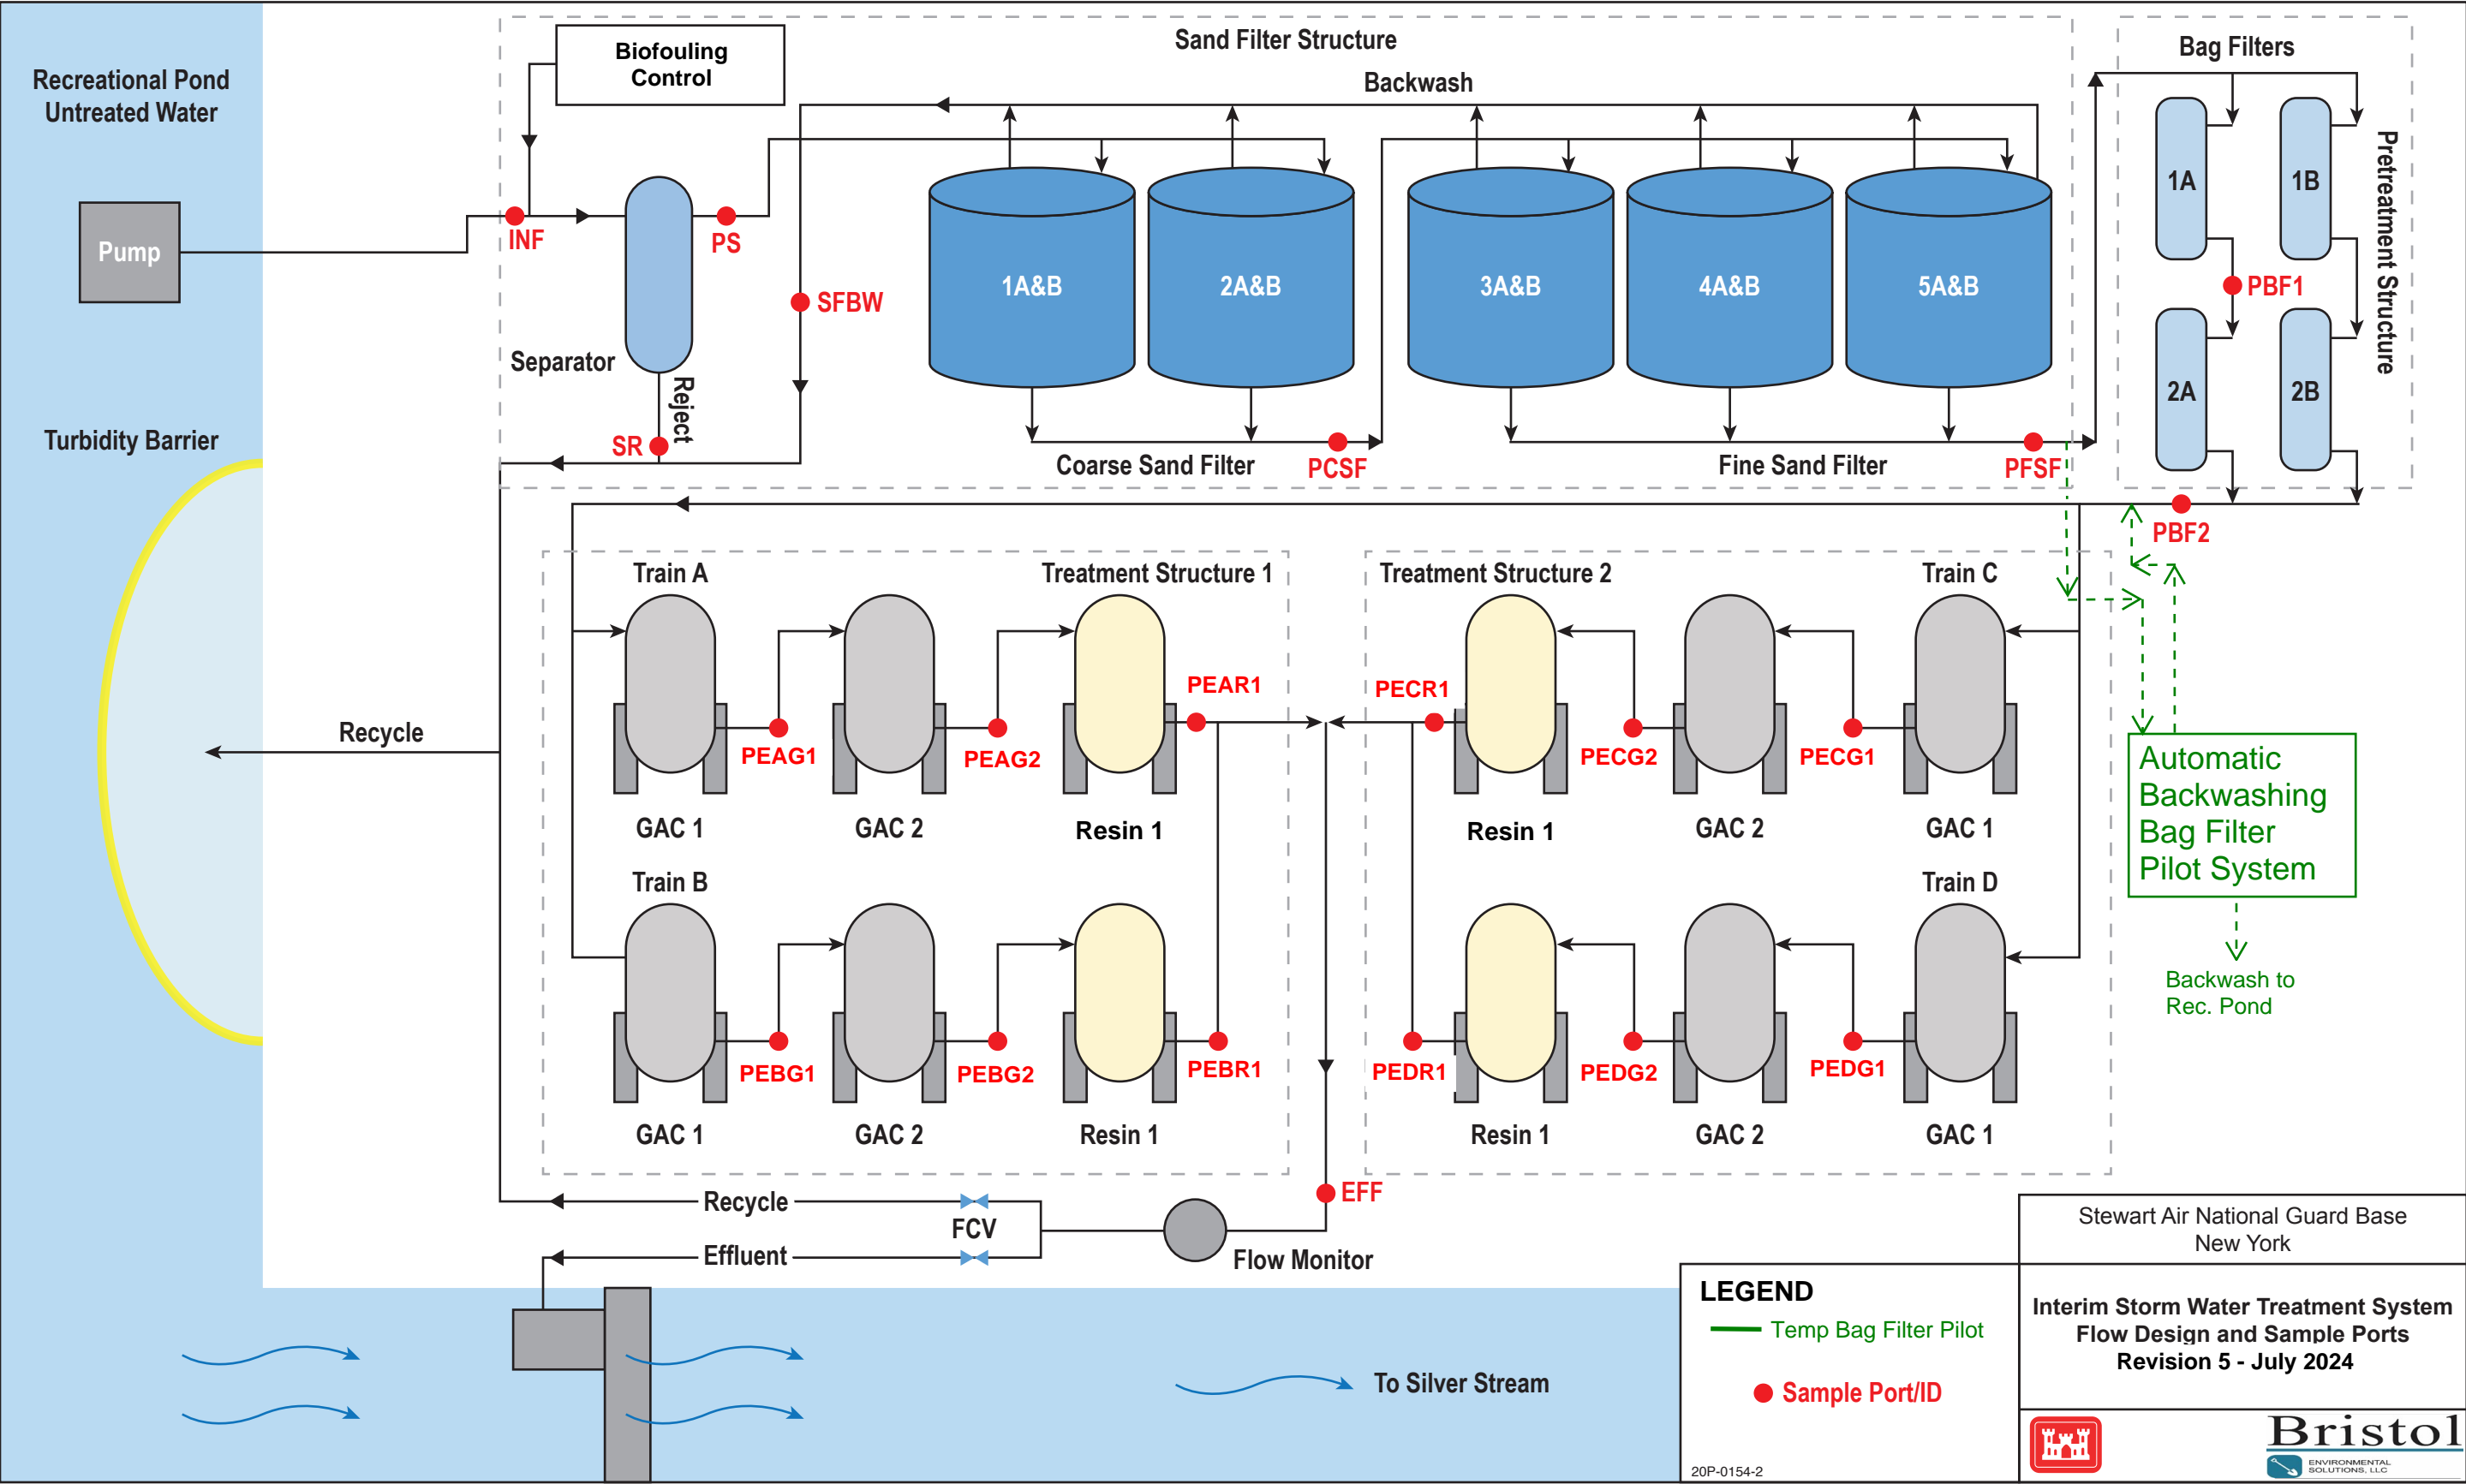 Recreational Pond
Untreated Water
Pump
Turbidity Barrier
Recycle
Sand Filter Structure
Biofouling
Control
Backwash
INF
PS
Separator
Reject
SR
SFBW
1A&B
2A&B
3A&B
4A&B
5A&B
Coarse Sand Filter
PCSF
Fine Sand Filter
PFSF
Bag Filters
Pretreatment Structure
1A
1B
PBF1
2A
2B
PBF2
Train A
Treatment Structure 1
PEAG1
PEAG2
PEAR1
GAC 1
GAC 2
Resin 1
Train B
PEBG1
PEBG2
PEBR1
GAC 1
GAC 2
Resin 1
Treatment Structure 2
Train C
PECR1
PECG2
PECG1
Resin 1
GAC 2
GAC 1
Train D
PEDR1
PEDG2
PEDG1
Resin 1
GAC 2
GAC 1
Automatic
Backwashing
Bag Filter
Pilot System
Backwash to
Rec. Pond
EFF
Recycle
FCV
Effluent
Flow Monitor
To Silver Stream
LEGEND
Temp Bag Filter Pilot
Sample Port/ID
20P-0154-2
Stewart Air National Guard Base
New York
Interim Storm Water Treatment System
Flow Design and Sample Ports
Revision 5 - July 2024
Bristol
ENVIRONMENTAL
SOLUTIONS, LLC